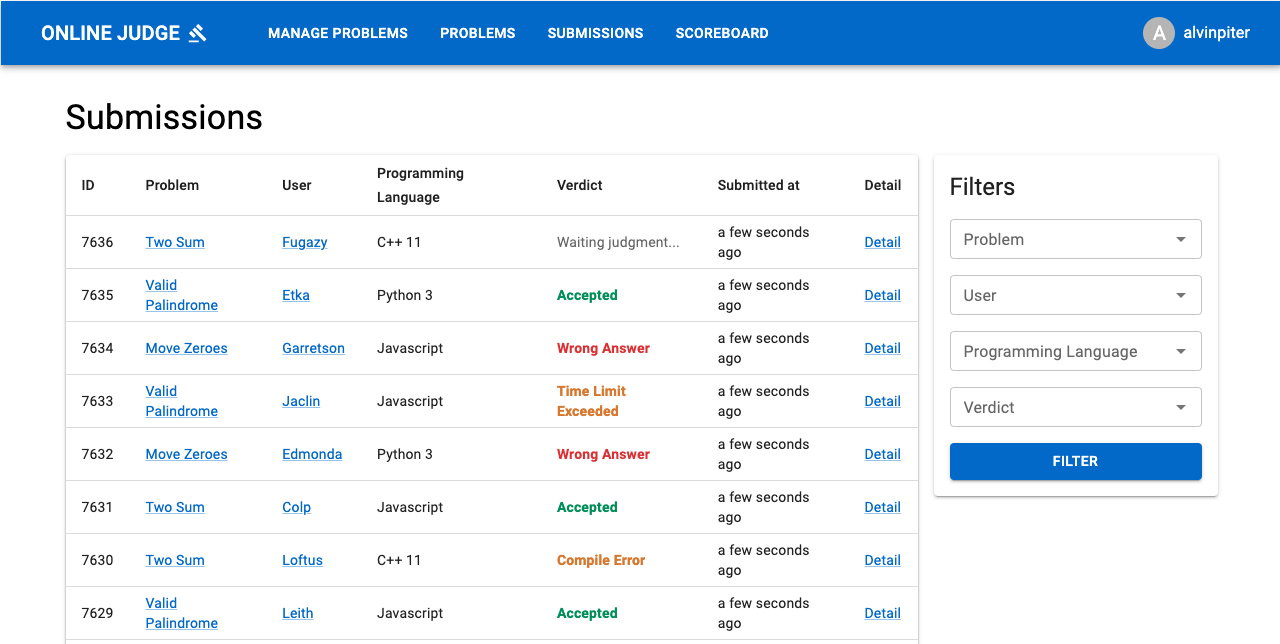 ONLINE JUDGE
MANAGE PROBLEMS
PROBLEMS
SUBMISSIONS
SCOREBOARD
A
alvinpiter
Submissions
ID
Problem
User
Programming
Language
Verdict
Submitted at
Detail
7636
Two Sum
Fugazy
C++ 11
Waiting judgment...
a few seconds
ago
Detail
7635
Valid
Palindrome
Etka
Python 3
Accepted
a few seconds
ago
Detail
7634
Move Zeroes
Garretson
Javascript
Wrong Answer
a few seconds
ago
Detail
7633
Valid
Palindrome
Jaclin
Javascript
Time Limit
Exceeded
a few seconds
ago
Detail
7632
Move Zeroes
Edmonda
Python 3
Wrong Answer
a few seconds
ago
Detail
7631
Two Sum
Colp
Javascript
Accepted
a few seconds
ago
Detail
7630
Two Sum
Loftus
C++ 11
Compile Error
a few seconds
ago
Detail
7629
Valid
Palindrome
Leith
Javascript
Accepted
a few seconds
ago
Detail
Filters
Problem
User
Programming Language
Verdict
FILTER